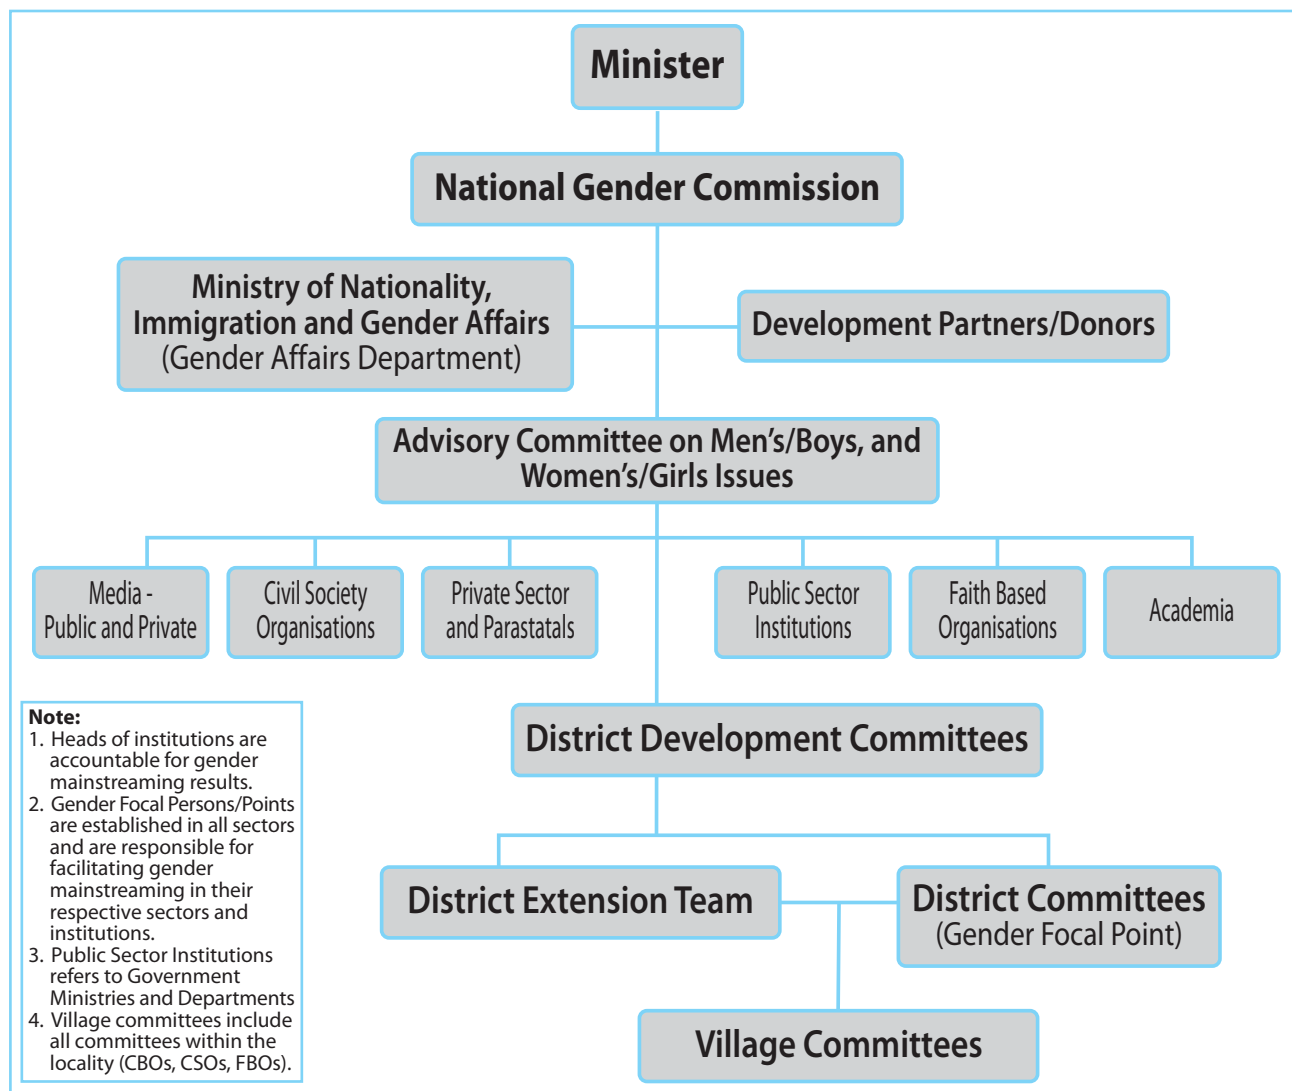 Minister
National Gender Commission
Ministry of Nationality,
Immigration and Gender Affairs
(Gender Affairs Department)
Development Partners/Donors
Advisory Committee on Men's/Boys, and
Women's/Girls Issues
Media -
Public and Private
Civil Society
Organisations
Private Sector
and Parastatals
Public Sector
Institutions
Faith Based
Organisations
Academia
Note:
1. Heads of institutions are
accountable for gender
mainstreaming results.
2. Gender Focal Persons/Points
are established in all sectors
and are responsible for
facilitating gender
mainstreaming in their
respective sectors and
institutions.
3. Public Sector Institutions
refers to Government
Ministries and Departments
4. Village committees include
all committees within the
locality (CBOs, CSOs, FBOs).
District Development Committees
District Extension Team
District Committees
(Gender Focal Point)
Village Committees